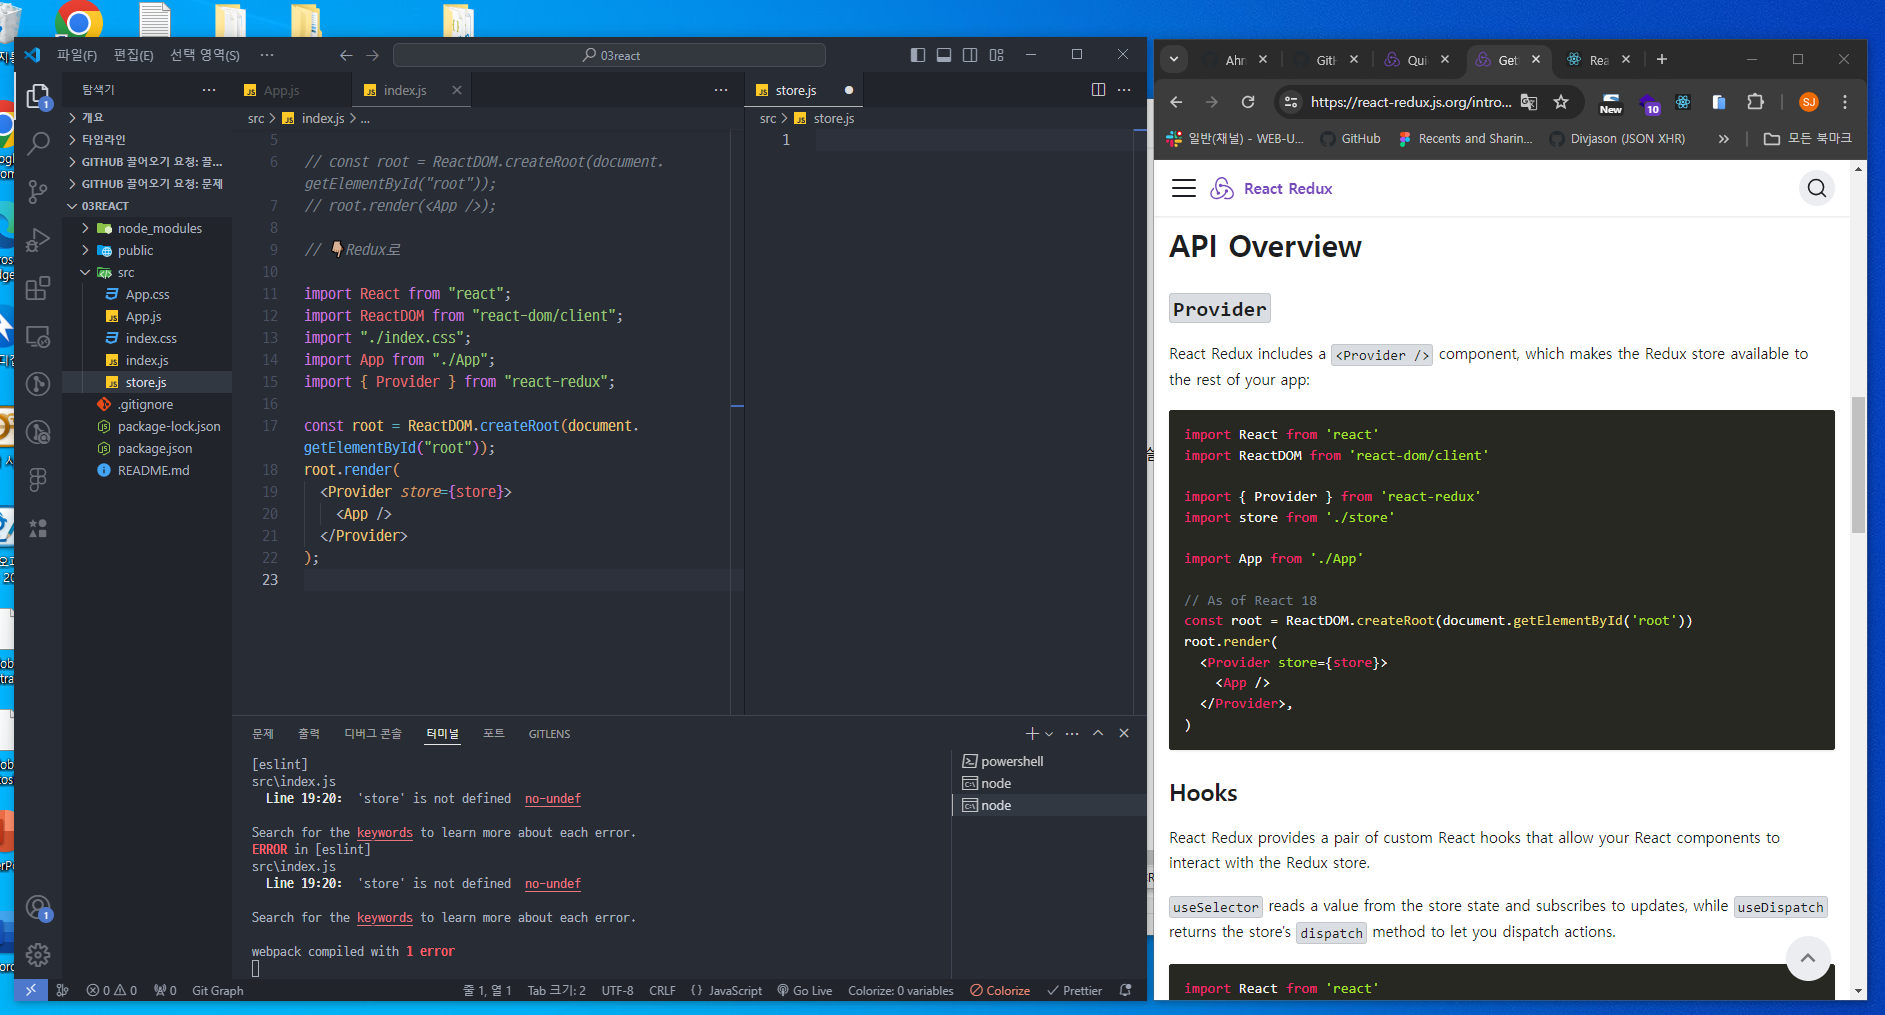 파일(F) 편집(E) 선택 영역(S) ···
03react
탐색기
개요
타임라인
GITHUB 끌어오기 요청: 끌...
GITHUB 끌어오기 요청: 문제
03REACT
node_modules
public
src
App.css
App.js
index.css
index.js
store.js
.gitignore
package-lock.json
package.json
README.md
App.js
index.js
src > index.js > ...
5
6 // const root = ReactDOM.createRoot(document.
getElementById("root"));
7 // root.render(<App />);
8
9 // 👇Redux로
10
11 import React from "react";
12 import ReactDOM from "react-dom/client";
13 import "./index.css";
14 import App from "./App";
15 import { Provider } from "react-redux";
16
17 const root = ReactDOM.createRoot(document.
getElementById("root"));
18 root.render(
19 <Provider store={store}>
20 <App />
21 </Provider>
22 );
23
store.js
src > store.js
1
문제 출력 디버그 콘솔 터미널 포트 GITLENS
[eslint]
src\index.js
Line 19:20: 'store' is not defined no-undef
Search for the keywords to learn more about each error.
ERROR in [eslint]
src\index.js
Line 19:20: 'store' is not defined no-undef
Search for the keywords to learn more about each error.
webpack compiled with 1 error
powershell
node
node
0 0 0 Git Graph 줄 1, 열 1 Tab 크기: 2 UTF-8 CRLF {} JavaScript Go Live Colorize: 0 variables Colorize Prettier
Ahr GitH Qui Get Rea
https://react-redux.js.org/intro...
New
10
SJ
일반(채널) - WEB-U... GitHub Recents and Sharin... Divjason (JSON XHR) » 모든 북마크
React Redux
API Overview
Provider
React Redux includes a <Provider /> component, which makes the Redux store available to
the rest of your app:
import React from 'react'
import ReactDOM from 'react-dom/client'
import { Provider } from 'react-redux'
import store from './store'
import App from './App'
// As of React 18
const root = ReactDOM.createRoot(document.getElementById('root'))
root.render(
<Provider store={store}>
<App />
</Provider>,
)
Hooks
React Redux provides a pair of custom React hooks that allow your React components to
interact with the Redux store.
useSelector reads a value from the store state and subscribes to updates, while useDispatch
returns the store's dispatch method to let you dispatch actions.
import React from 'react'